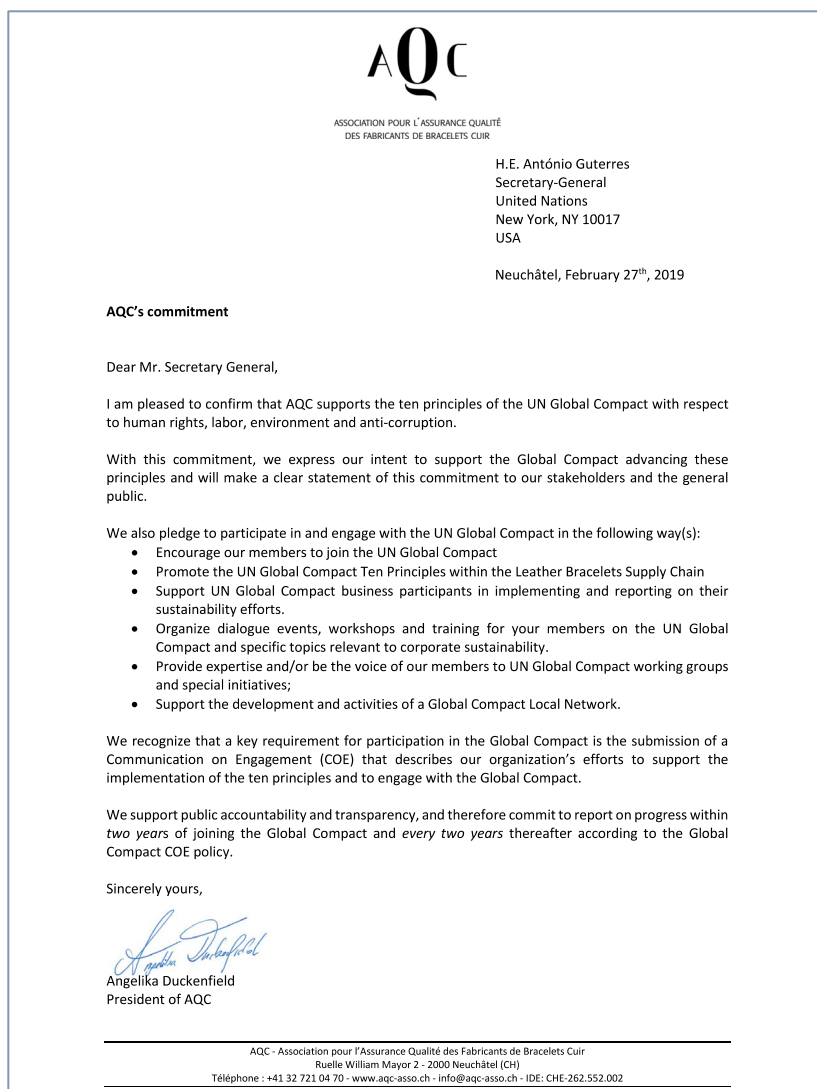 AQC
ASSOCIATION POUR L'ASSURANCE QUALITÉ
DES FABRICANTS DE BRACELETS CUIR
H.E. António Guterres
Secretary-General
United Nations
New York, NY 10017
USA
Neuchâtel, February 27th, 2019
AQC’s commitment
Dear Mr. Secretary General,
I am pleased to confirm that AQC supports the ten principles of the UN Global Compact with respect
to human rights, labor, environment and anti-corruption.
With this commitment, we express our intent to support the Global Compact advancing these
principles and will make a clear statement of this commitment to our stakeholders and the general
public.
We also pledge to participate in and engage with the UN Global Compact in the following way(s):
• Encourage our members to join the UN Global Compact
• Promote the UN Global Compact Ten Principles within the Leather Bracelets Supply Chain
• Support UN Global Compact business participants in implementing and reporting on their
sustainability efforts.
• Organize dialogue events, workshops and training for your members on the UN Global
Compact and specific topics relevant to corporate sustainability.
• Provide expertise and/or be the voice of our members to UN Global Compact working groups
and special initiatives;
• Support the development and activities of a Global Compact Local Network.
We recognize that a key requirement for participation in the Global Compact is the submission of a
Communication on Engagement (COE) that describes our organization’s efforts to support the
implementation of the ten principles and to engage with the Global Compact.
We support public accountability and transparency, and therefore commit to report on progress within
two years of joining the Global Compact and every two years thereafter according to the Global
Compact COE policy.
Sincerely yours,
Angelika Duckenfield
Angelika Duckenfield
President of AQC
AQC - Association pour l’Assurance Qualité des Fabricants de Bracelets Cuir
Ruelle William Mayor 2 - 2000 Neuchâtel (CH)
Téléphone : +41 32 721 04 70 - www.aqc-asso.ch - info@aqc-asso.ch - IDE: CHE-262.552.002